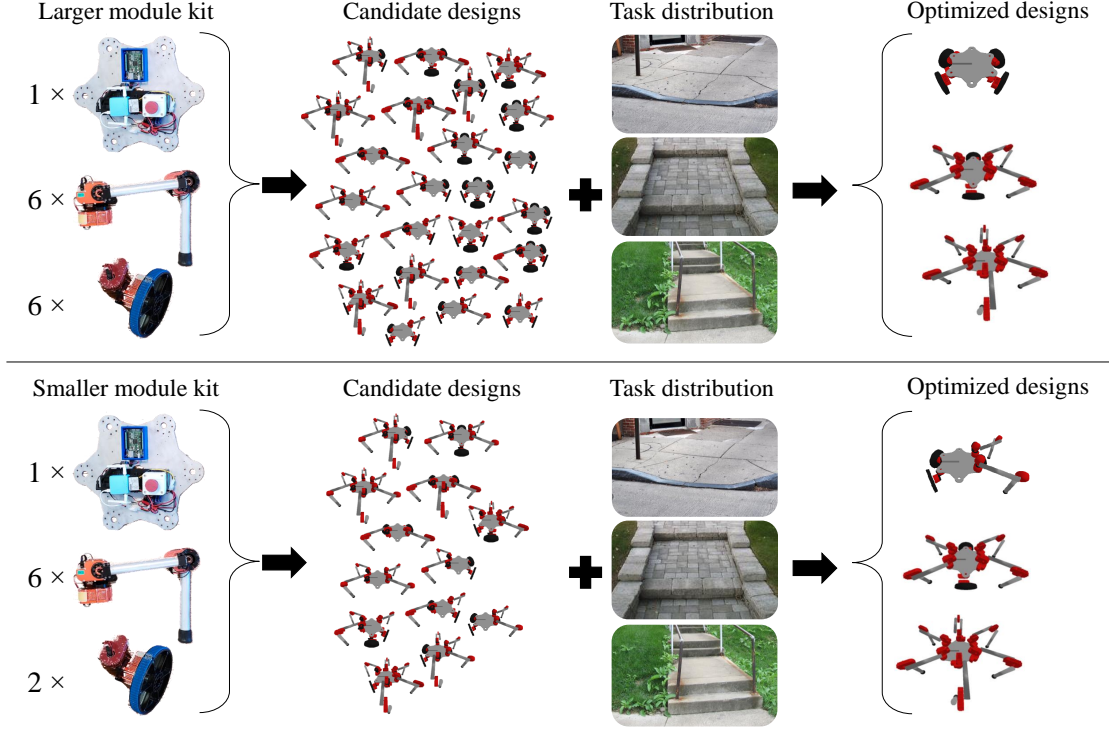 Larger module kit
Candidate designs
Task distribution
Optimized designs
1 ×
6 ×
6 ×
Smaller module kit
Candidate designs
Task distribution
Optimized designs
1 ×
6 ×
2 ×